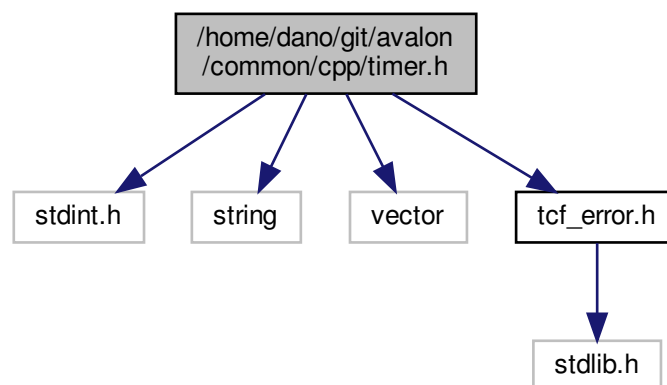 /home/dano/git/avalon
/common/cpp/timer.h
stdint.h
string
vector
tcf_error.h
stdlib.h